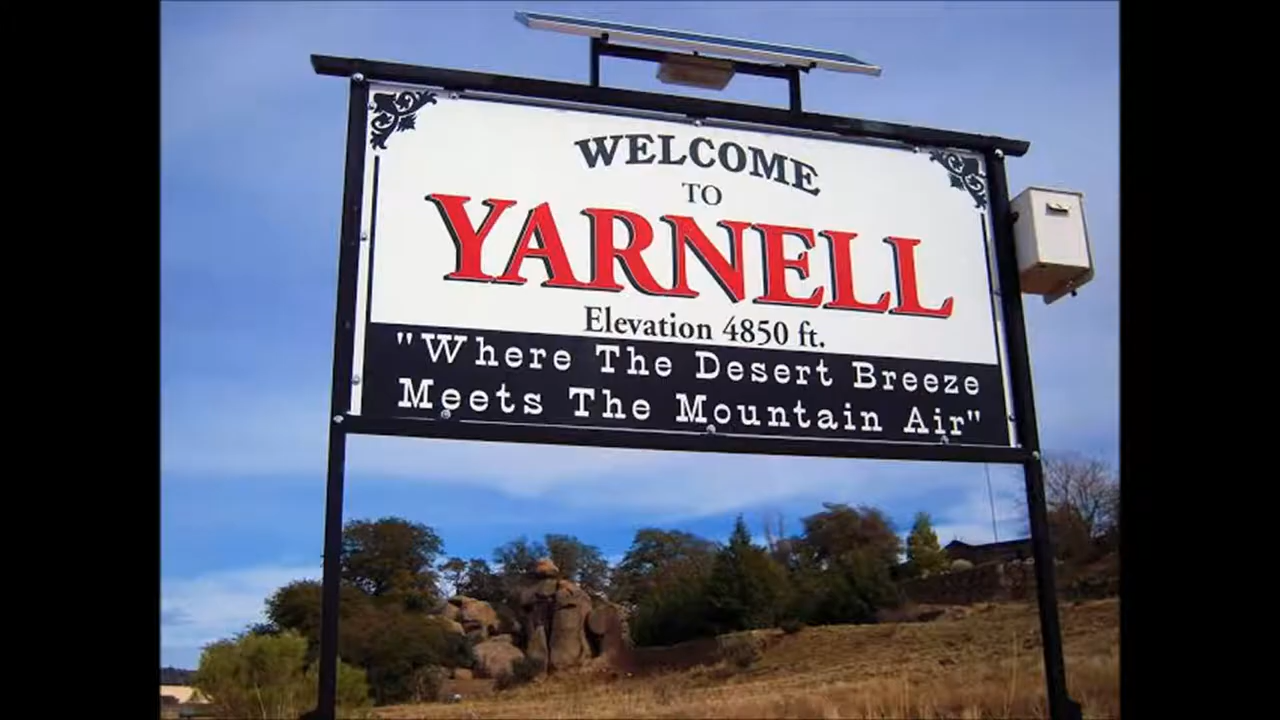 WELCOME
TO
YARNELL
Elevation 4850 ft.
"Where The Desert Breeze
Meets The Mountain Air"